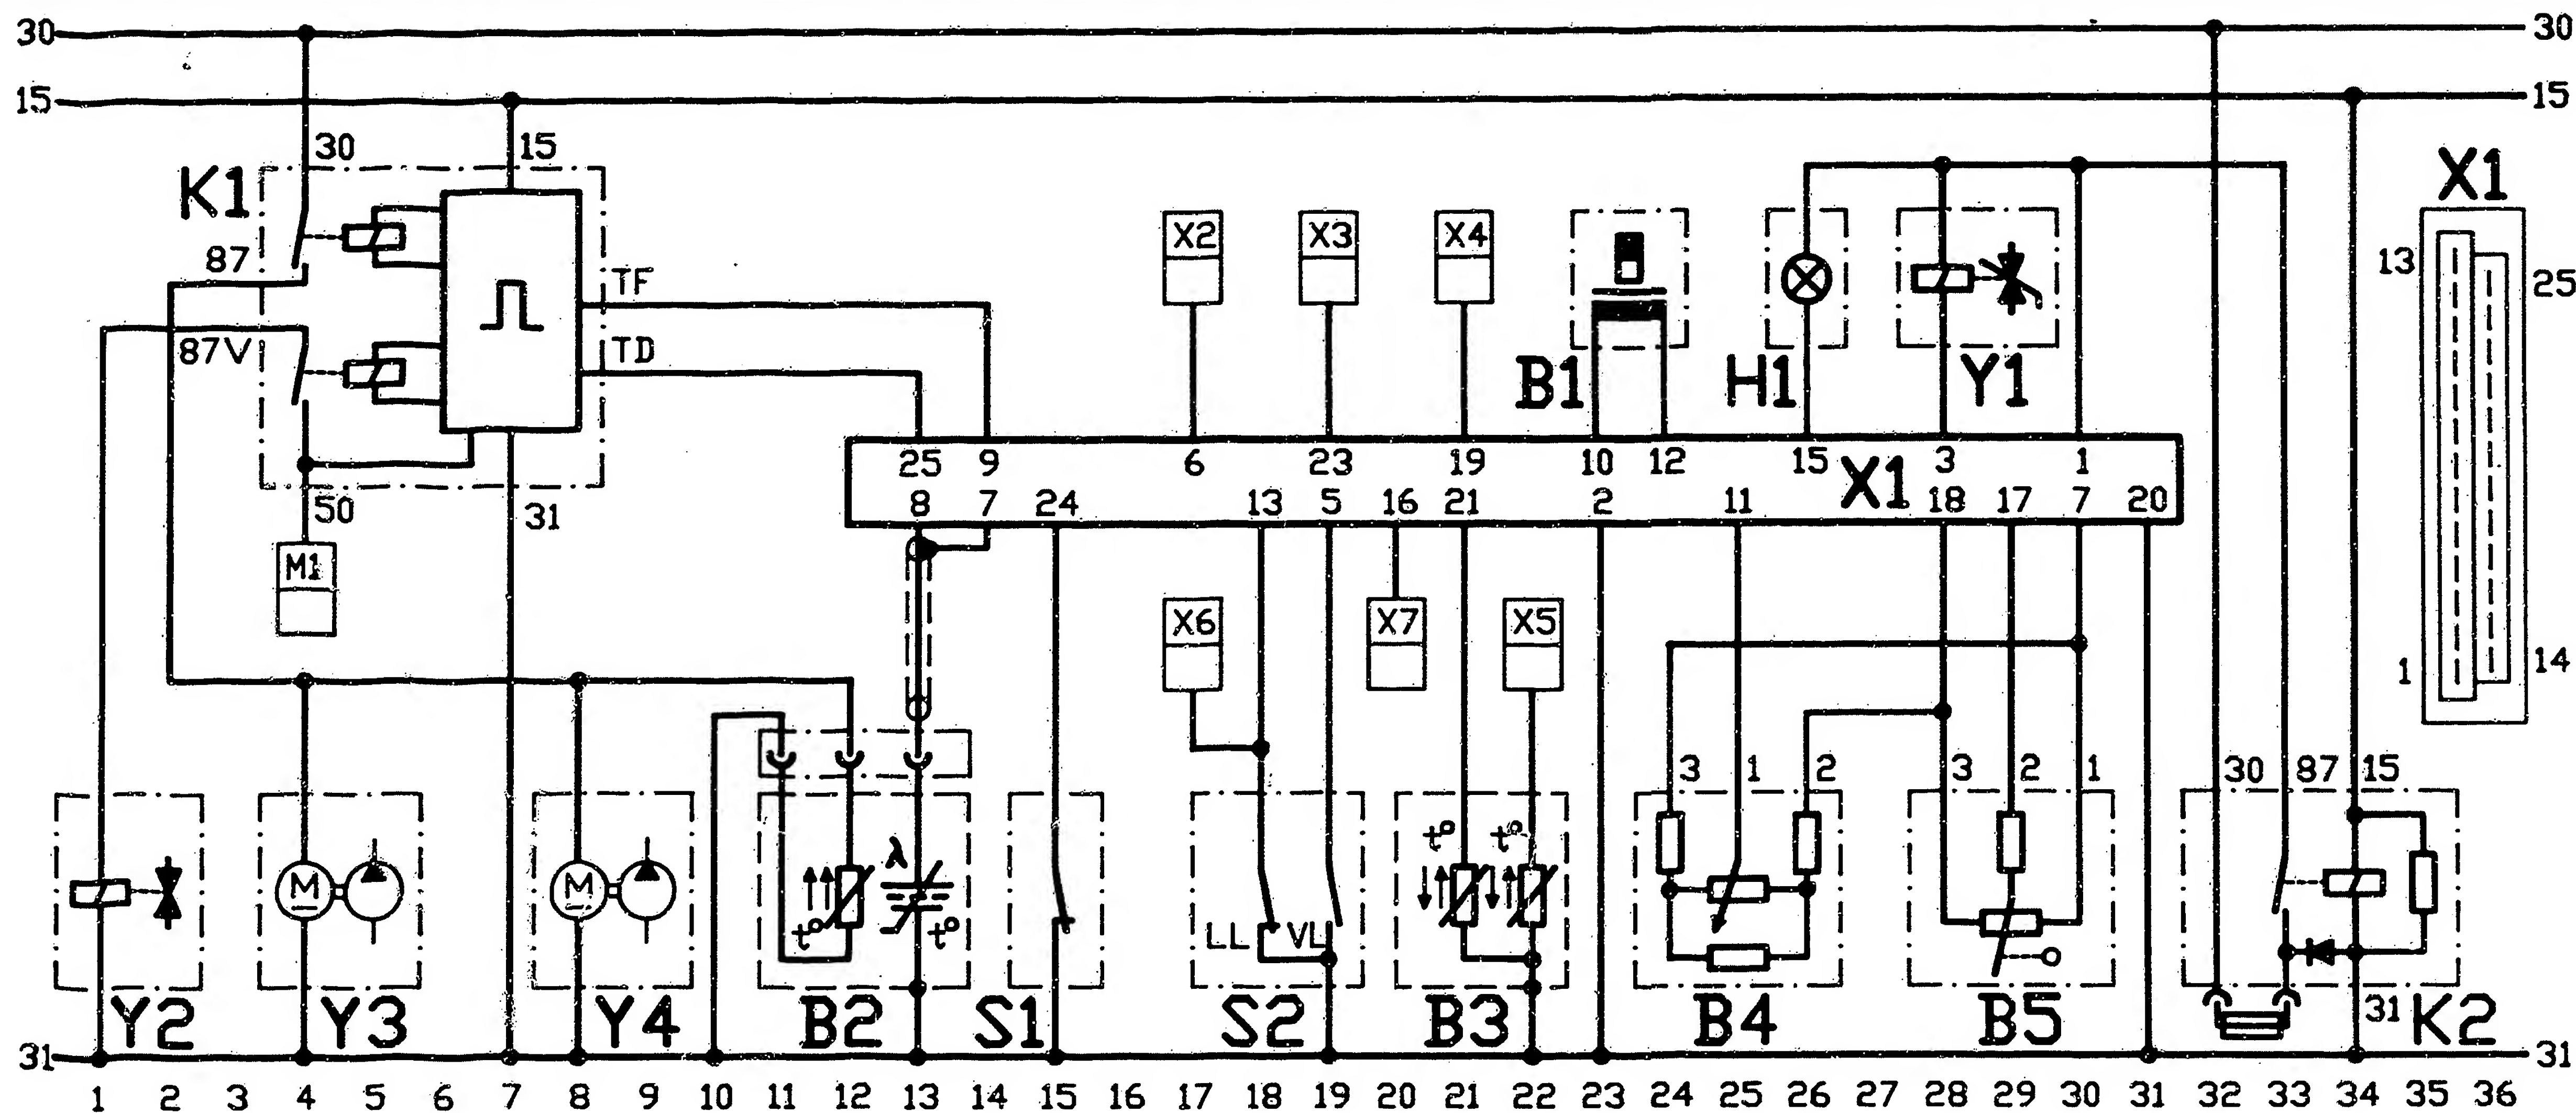 30 30
15 15
30 15 X1
K1
87 TF X2 X3 X4 13 25
87V TD B1 H1 Y1
25 9 6 23 19 10 12 15 X1 3 1
8 7 24 13 5 16 21 2 11 18 17 7 20
50 31
M1
X6 X7 X5
1 14
3 1 2 3 2 1 30 87 15
λ t° t°
M M
t° t° LL VL
Y2 Y3 Y4 B2 S1 S2 B3 B4 B5 31 K2
31 31
1 2 3 4 5 6 7 8 9 10 11 12 13 14 15 16 17 18 19 20 21 22 23 24 25 26 27 28 29 30 31 32 33 34 35 36